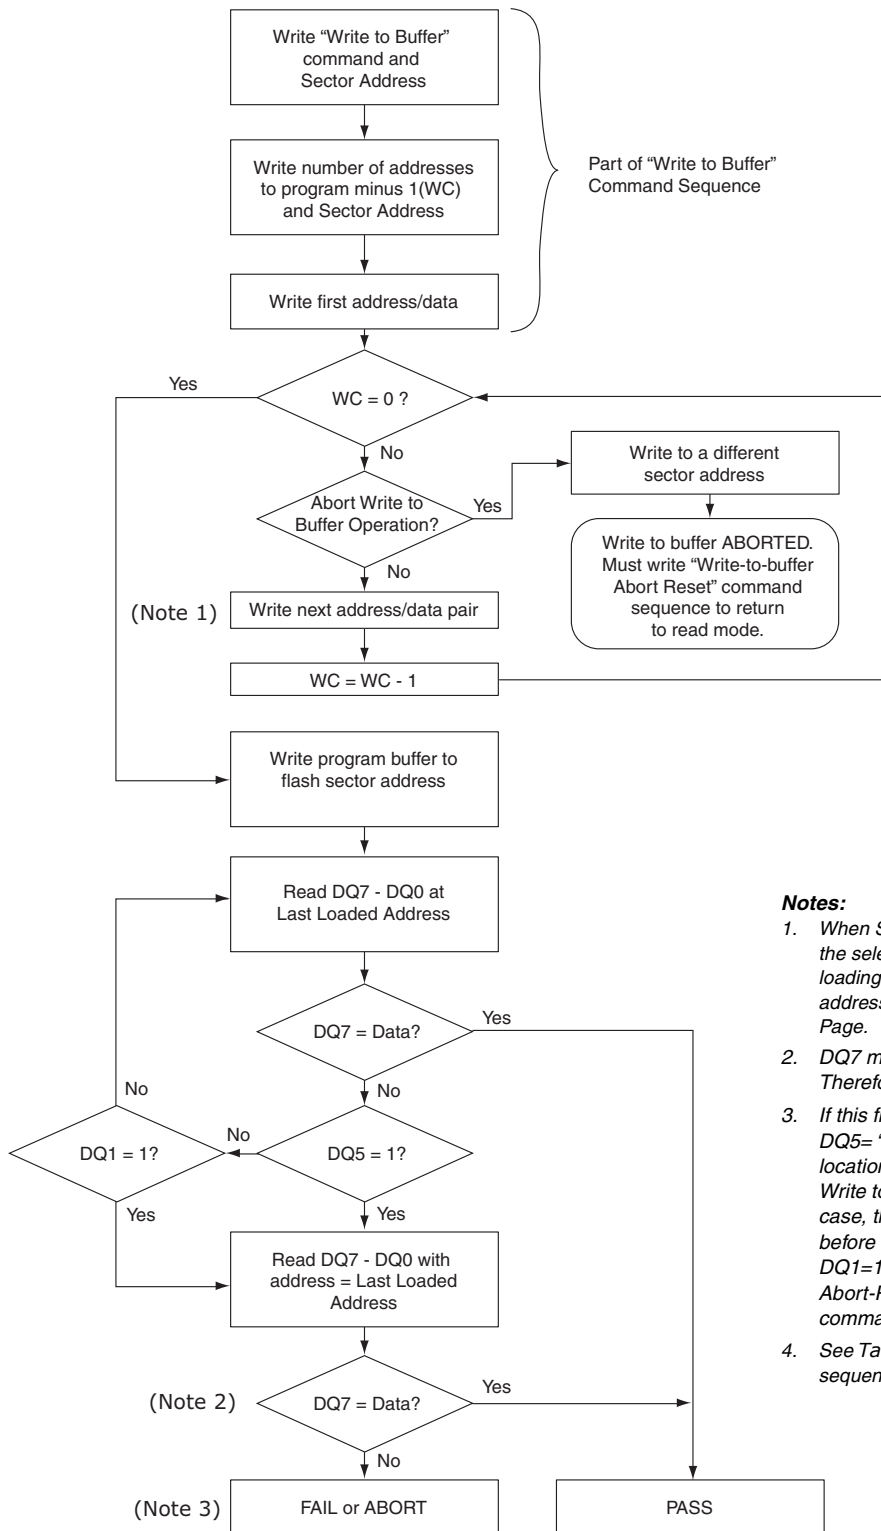 Write “Write to Buffer”
command and
Sector Address
Write number of addresses
to program minus 1(WC)
and Sector Address
Part of “Write to Buffer”
Command Sequence
Write first address/data
Yes
WC = 0 ?
No
Abort Write to
Buffer Operation?
Yes
Write to a different
sector address
No
Write to buffer ABORTED.
Must write “Write-to-buffer
Abort Reset” command
sequence to return
to read mode.
(Note 1)
Write next address/data pair
WC = WC - 1
Write program buffer to
flash sector address
Read DQ7 - DQ0 at
Last Loaded Address
DQ7 = Data?
Yes
No
No
DQ1 = 1?
No
DQ5 = 1?
Yes
Yes
Read DQ7 - DQ0 with
address = Last Loaded
Address
(Note 2)
DQ7 = Data?
Yes
No
(Note 3)
FAIL or ABORT
PASS
Notes:
1. When
the
loading
address
Page.
2. DQ7
3. If this
DQ5= “
location
Write to
case,
before
DQ1=1
4. See